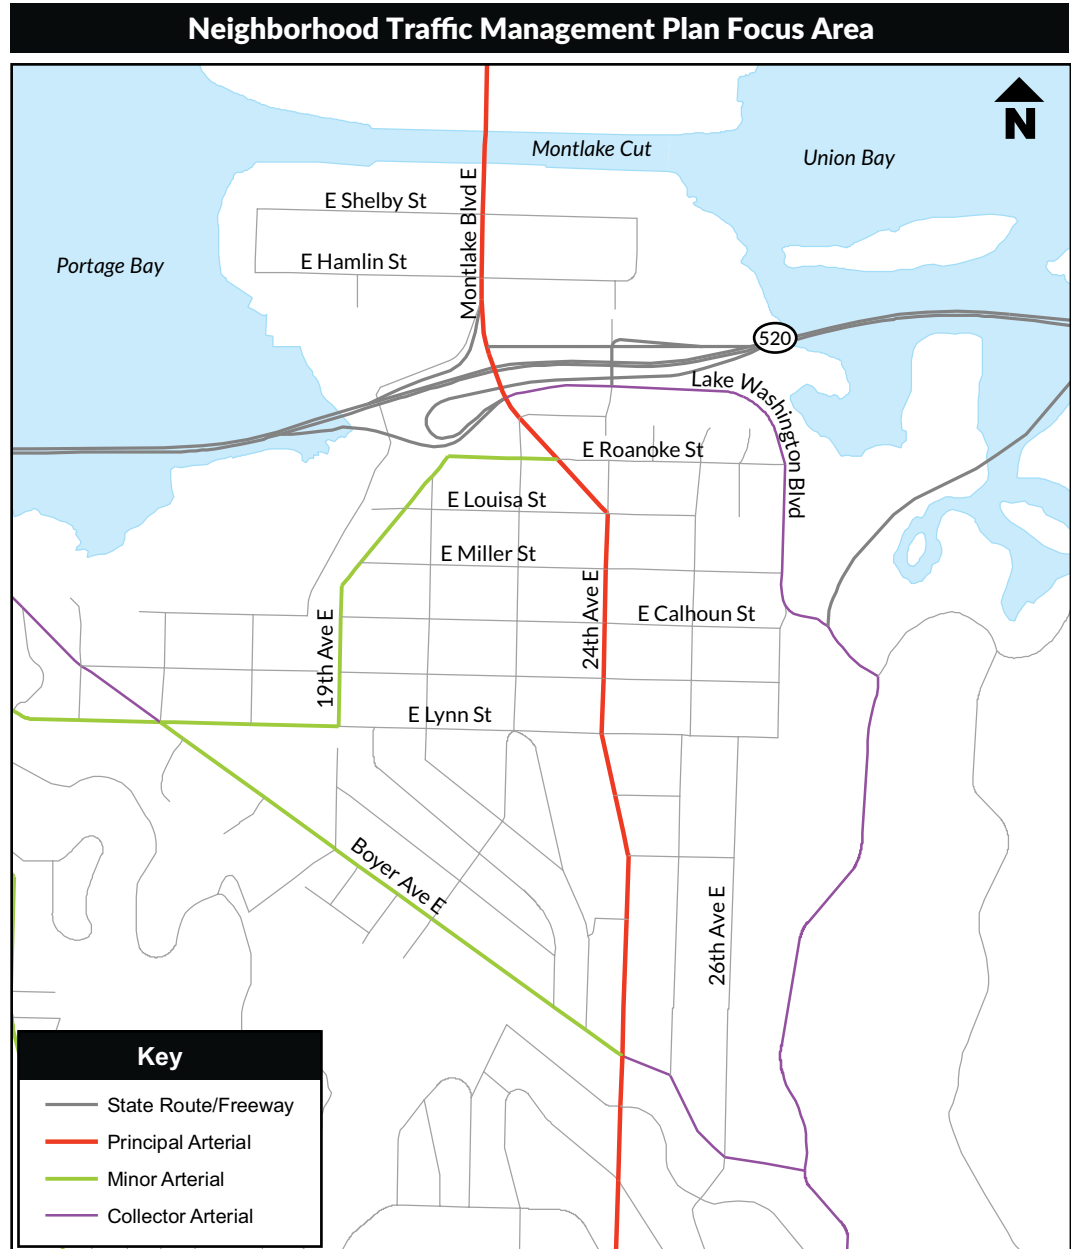 Neighborhood Traffic Management Plan Focus Area
N
Montlake Cut
Union Bay
E Shelby St
Montlake Blvd E
Portage Bay
E Hamlin St
520
Lake Washington Blvd
E Roanoke St
E Louisa St
E Miller St
24th Ave E
E Calhoun St
19th Ave E
E Lynn St
Boyer Ave E
26th Ave E
Key
State Route/Freeway
Principal Arterial
Minor Arterial
Collector Arterial